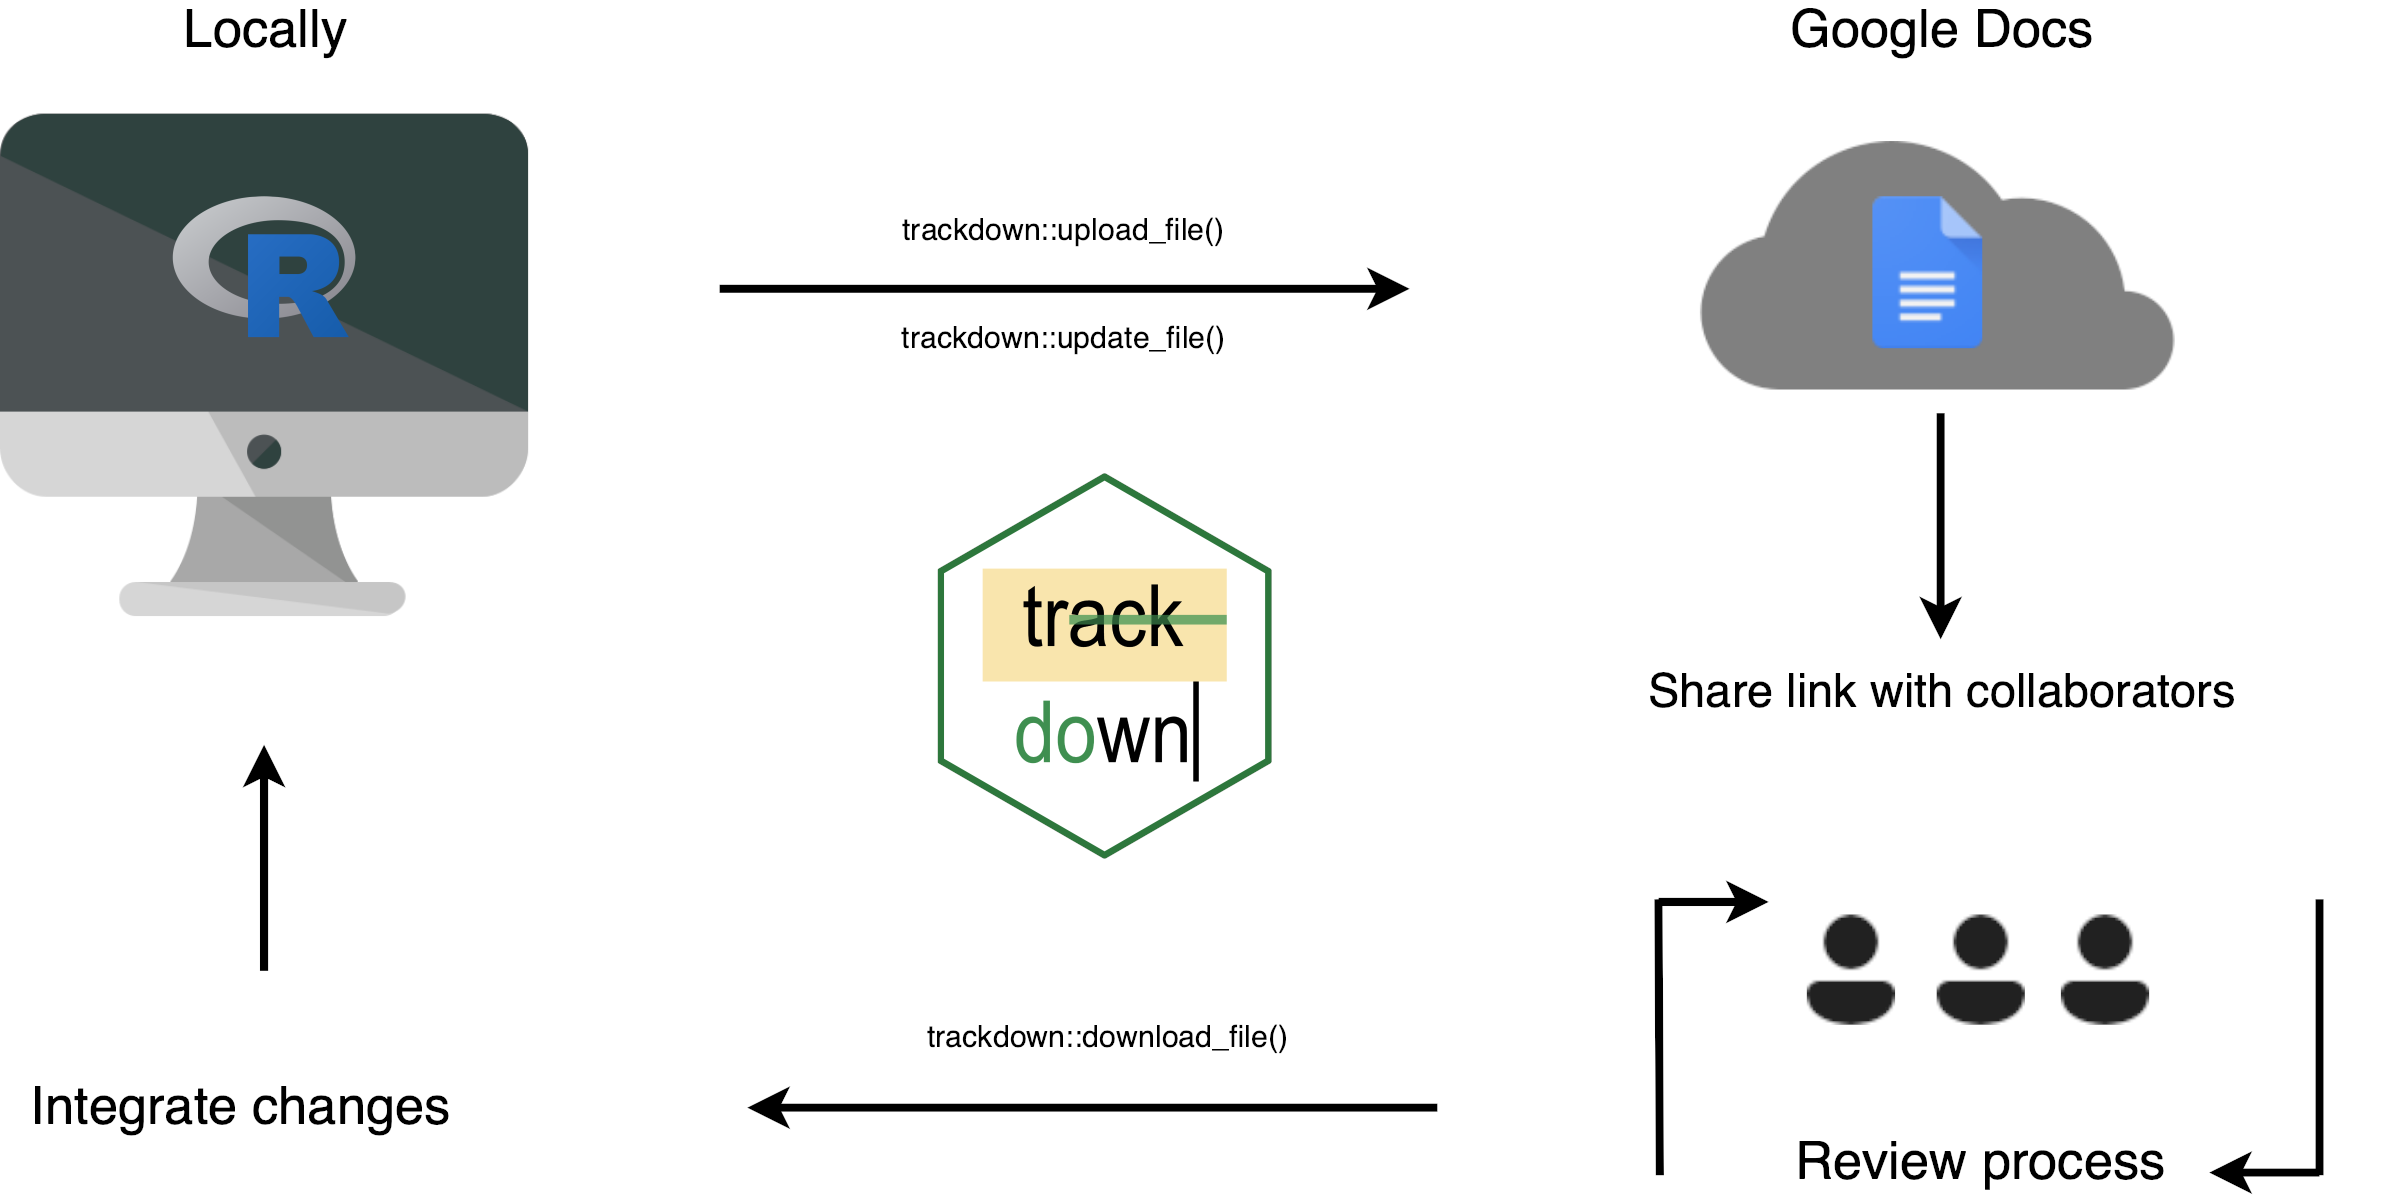 Locally
Google Docs
R
trackdown::upload_file()
trackdown::update_file()
track
down
Share link with collaborators
trackdown::download_file()
Integrate changes
Review process